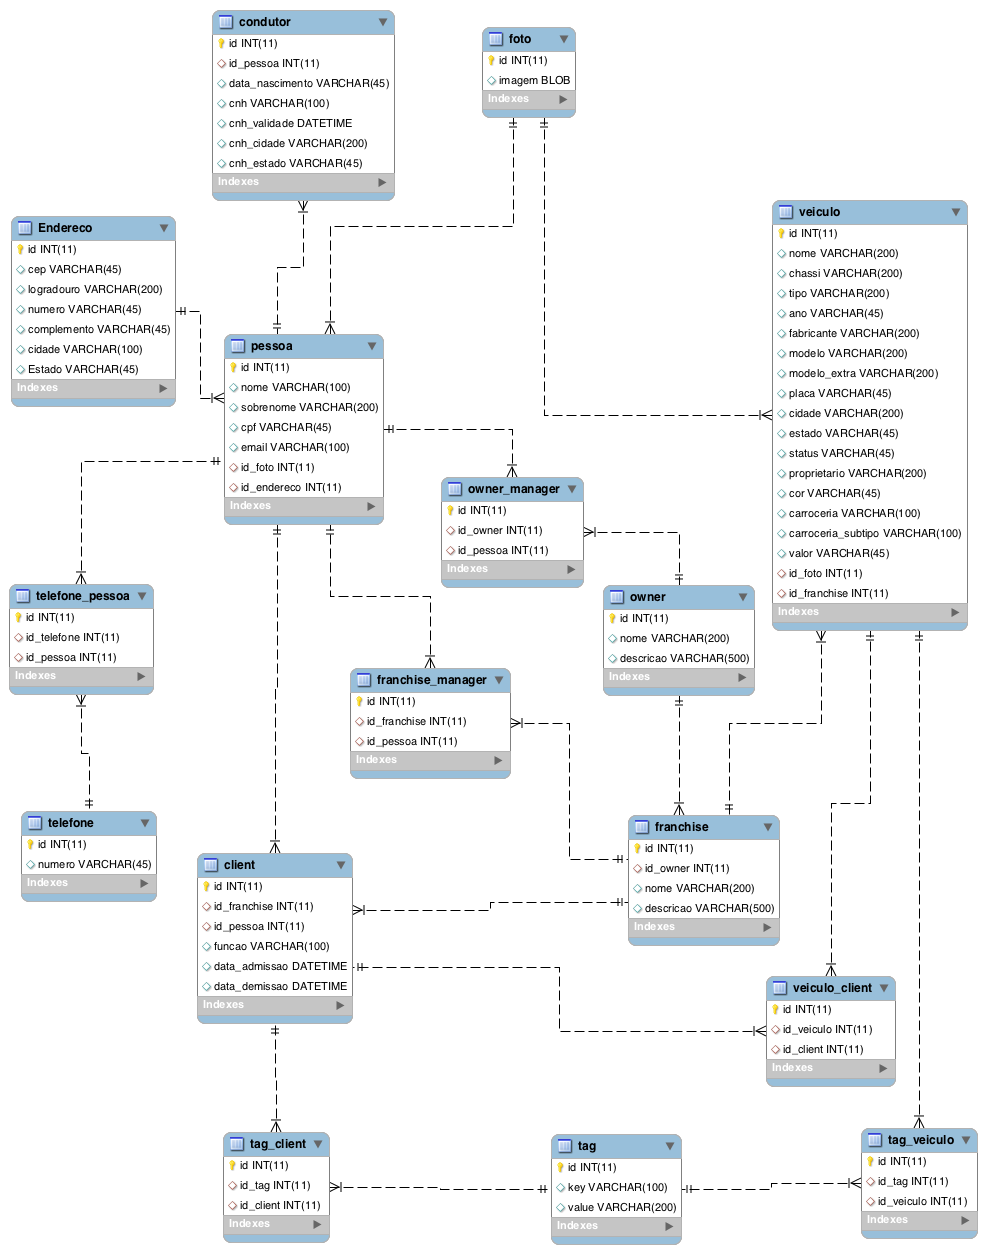 condutor
id INT(11)
id_pessoa INT(11)
data_nascimento VARCHAR(45)
cnh VARCHAR(100)
cnh_validade DATETIME
cnh_cidade VARCHAR(200)
cnh_estado VARCHAR(45)
Indexes
foto
id INT(11)
imagem BLOB
Indexes
Endereco
id INT(11)
cep VARCHAR(45)
logradouro VARCHAR(200)
numero VARCHAR(45)
complemento VARCHAR(45)
cidade VARCHAR(100)
Estado VARCHAR(45)
Indexes
veiculo
id INT(11)
nome VARCHAR(200)
chassi VARCHAR(200)
tipo VARCHAR(200)
ano VARCHAR(45)
fabricante VARCHAR(200)
modelo VARCHAR(200)
modelo_extra VARCHAR(200)
placa VARCHAR(45)
cidade VARCHAR(200)
estado VARCHAR(45)
status VARCHAR(45)
proprietario VARCHAR(200)
cor VARCHAR(45)
carroceria VARCHAR(100)
carroceria_subtipo VARCHAR(100)
valor VARCHAR(45)
id_foto INT(11)
id_franchise INT(11)
Indexes
pessoa
id INT(11)
nome VARCHAR(100)
sobrenome VARCHAR(200)
cpf VARCHAR(45)
email VARCHAR(100)
id_foto INT(11)
id_endereco INT(11)
Indexes
owner_manager
id INT(11)
id_owner INT(11)
id_pessoa INT(11)
Indexes
telefone_pessoa
id INT(11)
id_telefone INT(11)
id_pessoa INT(11)
Indexes
owner
id INT(11)
nome VARCHAR(200)
descricao VARCHAR(500)
Indexes
franchise_manager
id INT(11)
id_franchise INT(11)
id_pessoa INT(11)
Indexes
telefone
id INT(11)
numero VARCHAR(45)
Indexes
franchise
id INT(11)
id_owner INT(11)
nome VARCHAR(200)
descricao VARCHAR(500)
Indexes
client
id INT(11)
id_franchise INT(11)
id_pessoa INT(11)
funcao VARCHAR(100)
data_admissao DATETIME
data_demissao DATETIME
Indexes
veiculo_client
id INT(11)
id_veiculo INT(11)
id_client INT(11)
Indexes
tag_client
id INT(11)
id_tag INT(11)
id_client INT(11)
Indexes
tag
id INT(11)
key VARCHAR(100)
value VARCHAR(200)
Indexes
tag_veiculo
id INT(11)
id_tag INT(11)
id_veiculo INT(11)
Indexes